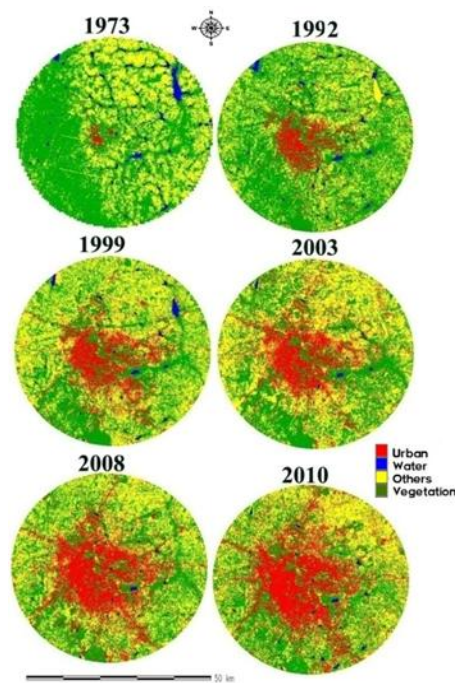 N
W E
S
1973
1992
1999
2003
Urban
Water
Others
Vegetation
2008
2010
50 km